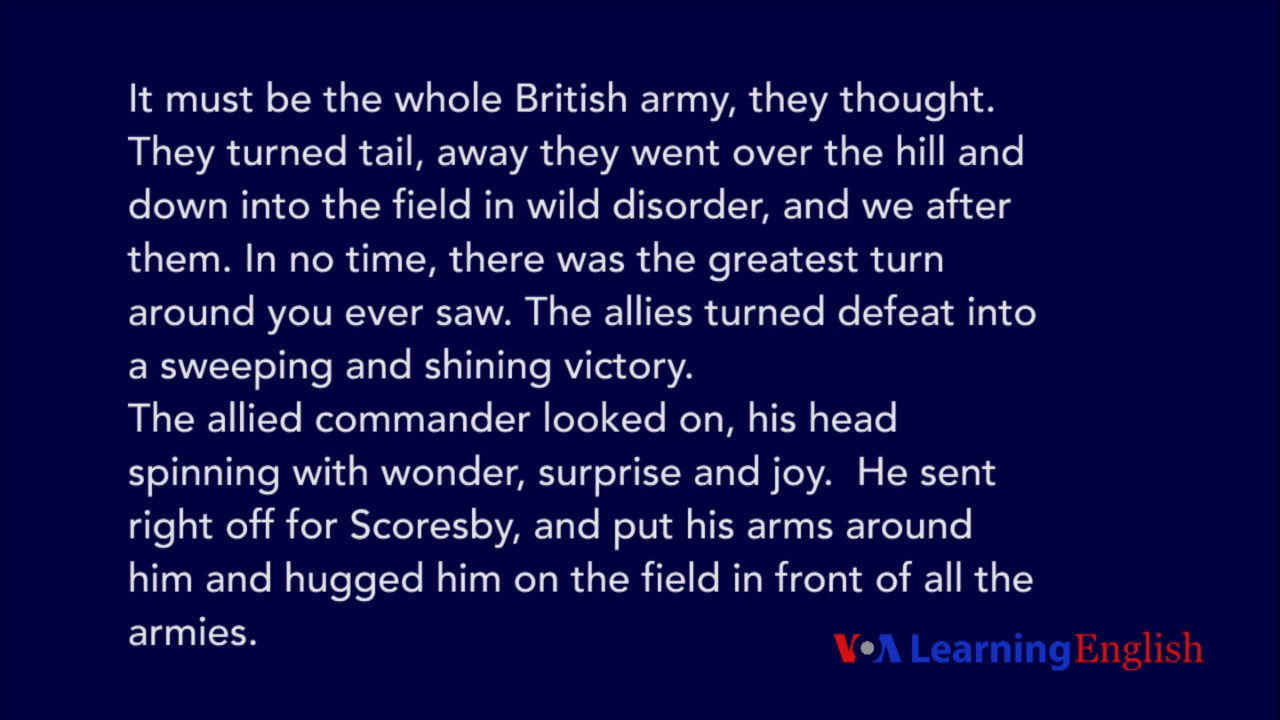 It must be the whole British army, they thought.
They turned tail, away they went over the hill and
down into the field in wild disorder, and we after
them. In no time, there was the greatest turn
around you ever saw. The allies turned defeat into
a sweeping and shining victory.
The allied commander looked on, his head
spinning with wonder, surprise and joy.  He sent
right off for Scoresby, and put his arms around
him and hugged him on the field in front of all the
armies.
VOA Learning English